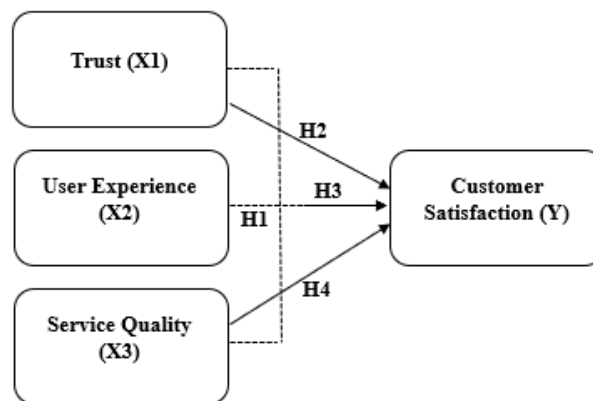 Trust (X1)
H2
User Experience
(X2)
H1
H3
Customer
Satisfaction (Y)
Service Quality
(X3)
H4